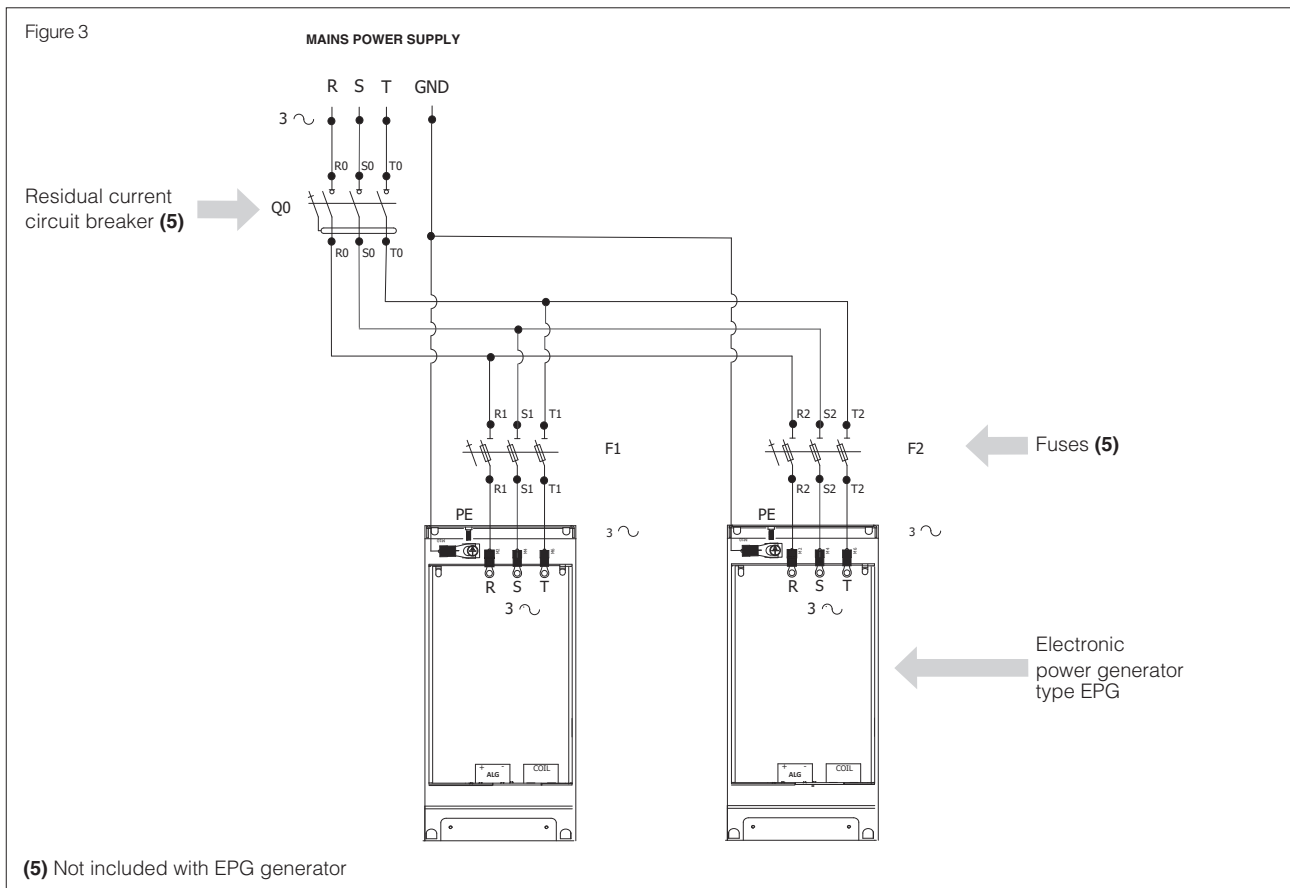 Figure 3
MAINS POWER SUPPLY
R S T GND
3
R0 S0 T0
Residual current
circuit breaker (5)
Q0
R0 S0 T0
R1 S1 T1
R2 S2 T2
F1
F2
Fuses (5)
R1 S1 T1
R2 S2 T2
PE
3
PE
3
R S T
3
R S T
3
Electronic
power generator
type EPG
+ -
ALG
COIL
+ -
ALG
COIL
(5) Not included with EPG generator